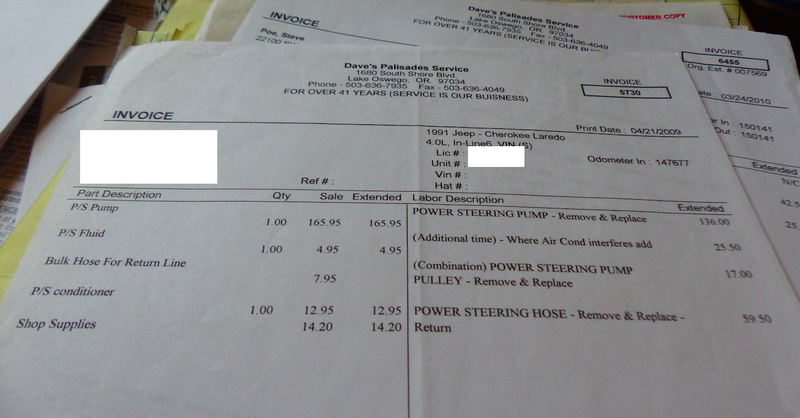 CUSTOMER COPY
INVOICE
Poe, Steve
22100
Dave's Palisades Service
1680 South Shore Blvd.
Lake Oswego, OR. 97034
Phone - 503-636-7935 Fax - 503-636-4049
FOR OVER 41 YEARS (SERVICE IS OUR
INVOICE
6455
Org. Est. # 007569
03/24/2010
In : 150141
Out : 150141
Extended
N/C
42.5
25.
Dave's Palisades Service
1680 South Shore Blvd.
Lake Oswego, OR. 97034
Phone - 503-636-7935 Fax - 503-636-4049
FOR OVER 41 YEARS (SERVICE IS OUR BUISNESS)
INVOICE
5730
INVOICE
Print Date : 04/21/2009
1991 Jeep - Cherokee Laredo
4.0L, In-Line6, VIN (S)
Lic # :
Unit # :
Vin # :
Hat # :
Odometer In : 147677
Ref # :
Part Description Qty Sale Extended Labor Description Extended
P/S Pump
1.00 165.95 165.95
P/S Fluid
1.00 4.95 4.95
Bulk Hose For Return Line
7.95
P/S conditioner
1.00 12.95 12.95
Shop Supplies 14.20 14.20
POWER STEERING PUMP - Remove & Replace 136.00
(Additional time) - Where Air Cond interferes add 25.50
(Combination) POWER STEERING PUMP 17.00
PULLEY - Remove & Replace
POWER STEERING HOSE - Remove & Replace - 59.50
Return